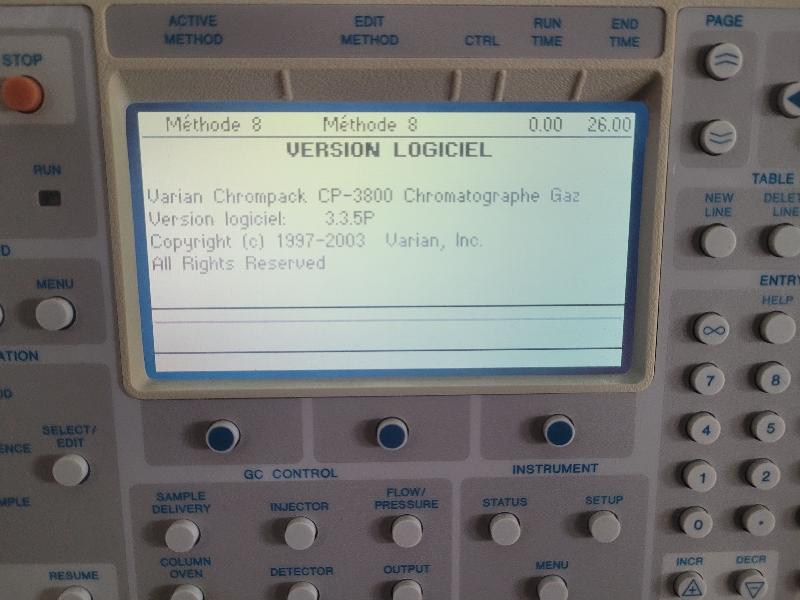 ACTIVE METHOD
EDIT METHOD
CTRL
RUN TIME
END TIME
PAGE
STOP
Méthode 8 Méthode 8 0.00 26.00
VERSION LOGICIEL
Varian Chrompack CP-3800 Chromatographe Gaz
Version logiciel: 3.3.5P
Copyright (c) 1997-2003 Varian, Inc.
All Rights Reserved
RUN
TABLE
NEW LINE
LINE
MENU
ENTRY
HELP
∞
7 8
4 5
1 2
0 .
SELECT/ EDIT
GC CONTROL
INSTRUMENT
SAMPLE DELIVERY
INJECTOR
FLOW/ PRESSURE
STATUS
SETUP
COLUMN OVEN
DETECTOR
OUTPUT
MENU
INCR
DECR
RESUME